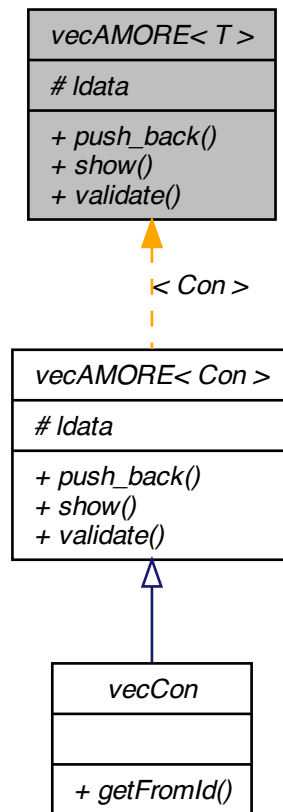 vecAMORE< T >
# ldata
+ push_back()
+ show()
+ validate()
< Con >
vecAMORE< Con >
# ldata
+ push_back()
+ show()
+ validate()
vecCon
+ getFromId()